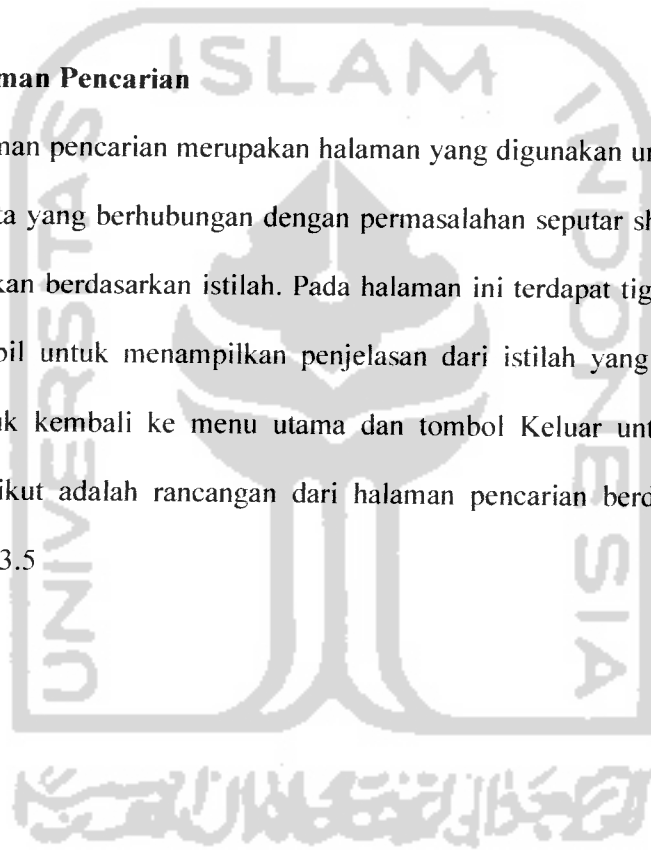 ISLAM
man Pencarian
man pencarian merupakan halaman yang digunakan un
ta yang berhubungan dengan permasalahan seputar sh
kan berdasarkan istilah. Pada halaman ini terdapat tig
pil untuk menampilkan penjelasan dari istilah yang
uk kembali ke menu utama dan tombol Keluar unt
ikut adalah rancangan dari halaman pencarian berd
3.5
UNIVERSITAS
INDONESIA